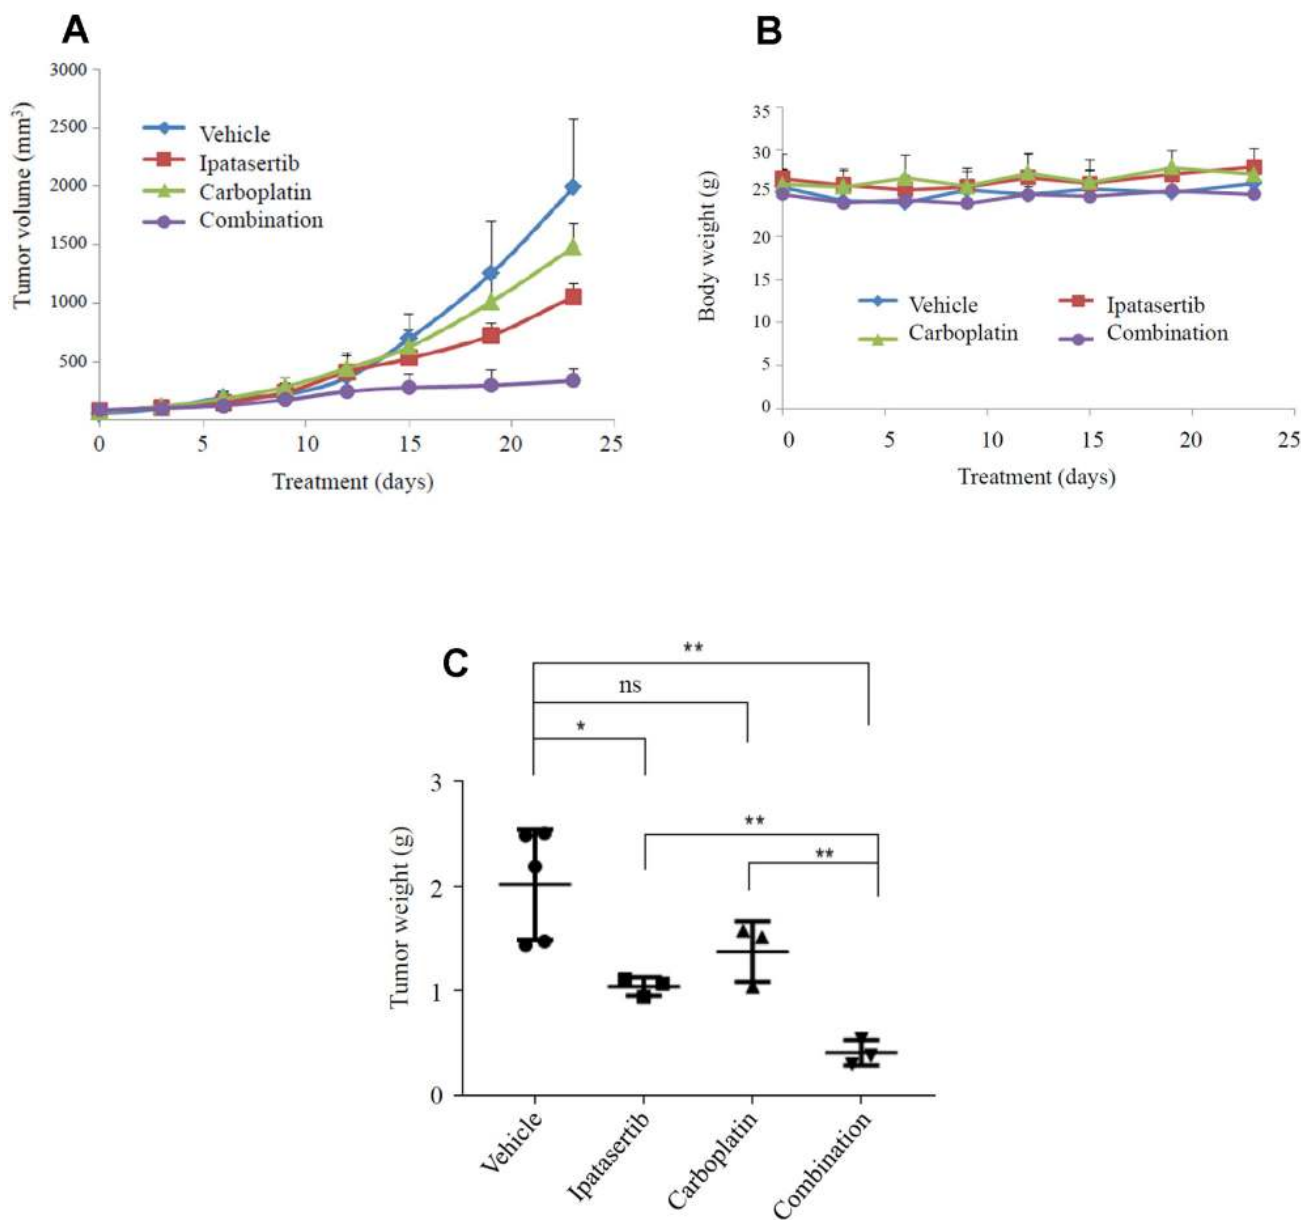 A
3000
2500
2000
1500
1000
500
0 5 10 15 20 25
Tumor volume (mm³)
Treatment (days)
Vehicle
Ipatasertib
Carboplatin
Combination
B
35
30
25
20
15
10
5
0
0 5 10 15 20 25
Body weight (g)
Treatment (days)
Vehicle Ipatasertib
Carboplatin Combination
C
**
ns
*
**
**
3
2
1
0
Tumor weight (g)
Vehicle
Ipatasertib
Carboplatin
Combination